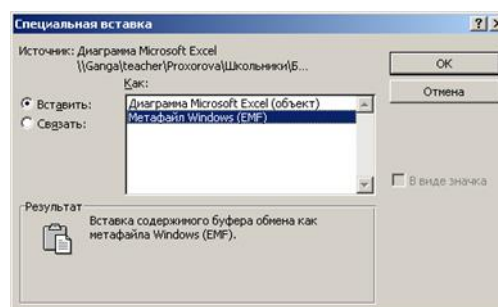 Специальная вставка
Источник: Диаграмма Microsoft Excel
\\Ganga\teacher\Proxorova\Школьники\Б...
Как:
Вставить:
Связать:
Диаграмма Microsoft Excel (объект)
Метафайл Windows (EMF)
ОК
Отмена
В виде значка
Результат
Вставка содержимого буфера обмена как
метафайла Windows (EMF).